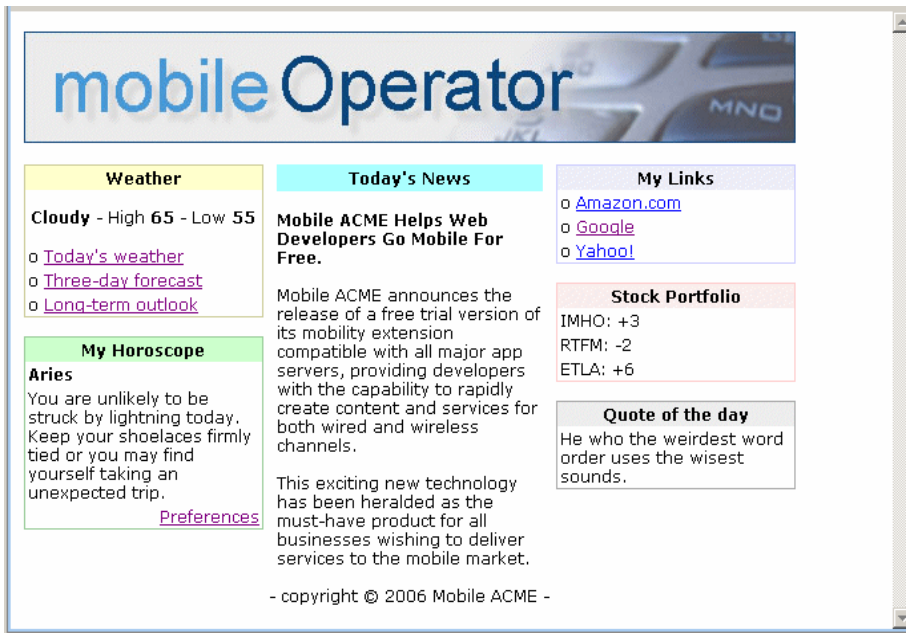 mobile Operator
JKL
MNO
Weather
Cloudy - High 65 - Low 55
o Today's weather
o Three-day forecast
o Long-term outlook
My Horoscope
Aries
You are unlikely to be
struck by lightning today.
Keep your shoelaces firmly
tied or you may find
yourself taking an
unexpected trip.
Preferences
Today's News
Mobile ACME Helps Web
Developers Go Mobile For
Free.
Mobile ACME announces the
release of a free trial version of
its mobility extension
compatible with all major app
servers, providing developers
with the capability to rapidly
create content and services for
both wired and wireless
channels.
This exciting new technology
has been heralded as the
must-have product for all
businesses wishing to deliver
services to the mobile market.
My Links
o Amazon.com
o Google
o Yahoo!
Stock Portfolio
IMHO: +3
RTFM: -2
ETLA: +6
Quote of the day
He who the weirdest word
order uses the wisest
sounds.
- copyright © 2006 Mobile ACME -